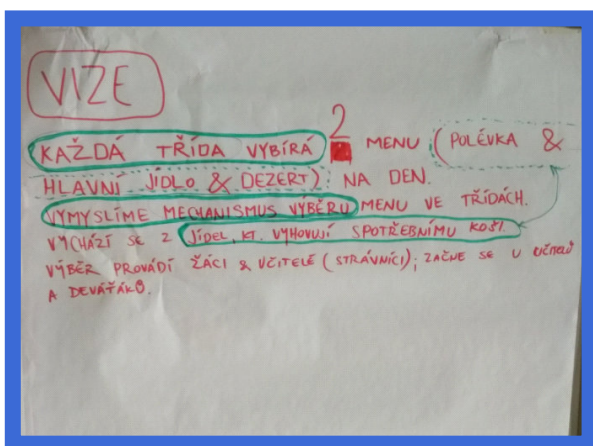 VIZE
KAŽDÁ TŘÍDA VYBÍRÁ 2 MENU (POLÉVKA &
HLAVNÍ JÍDLO & DEZERT) NA DEN.
VYMYSLÍME MECHANISMUS VÝBĚRU MENU VE TŘÍDÁCH.
VYCHÁZÍ SE Z JÍDEL, KT. VYHOVUJÍ SPOTŘEBNÍMU KOŠI.
VÝBĚR PROVÁDÍ ŽÁCI & UČITELÉ (STRÁVNÍCI); ZAČNE SE U UČITELŮ
A DEVÁŤÁKŮ.